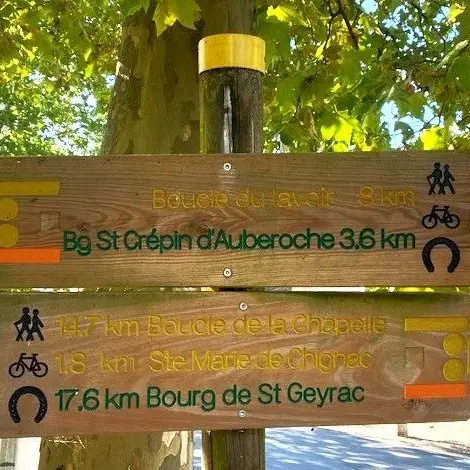 Boucle du lavoir 8 km
Bg St Crépin d'Auberoche 3,6 km
14,7 km Boucle de la Chapelle
1,8 km Ste Marie de Chignac
17,6 km Bourg de St Geyrac